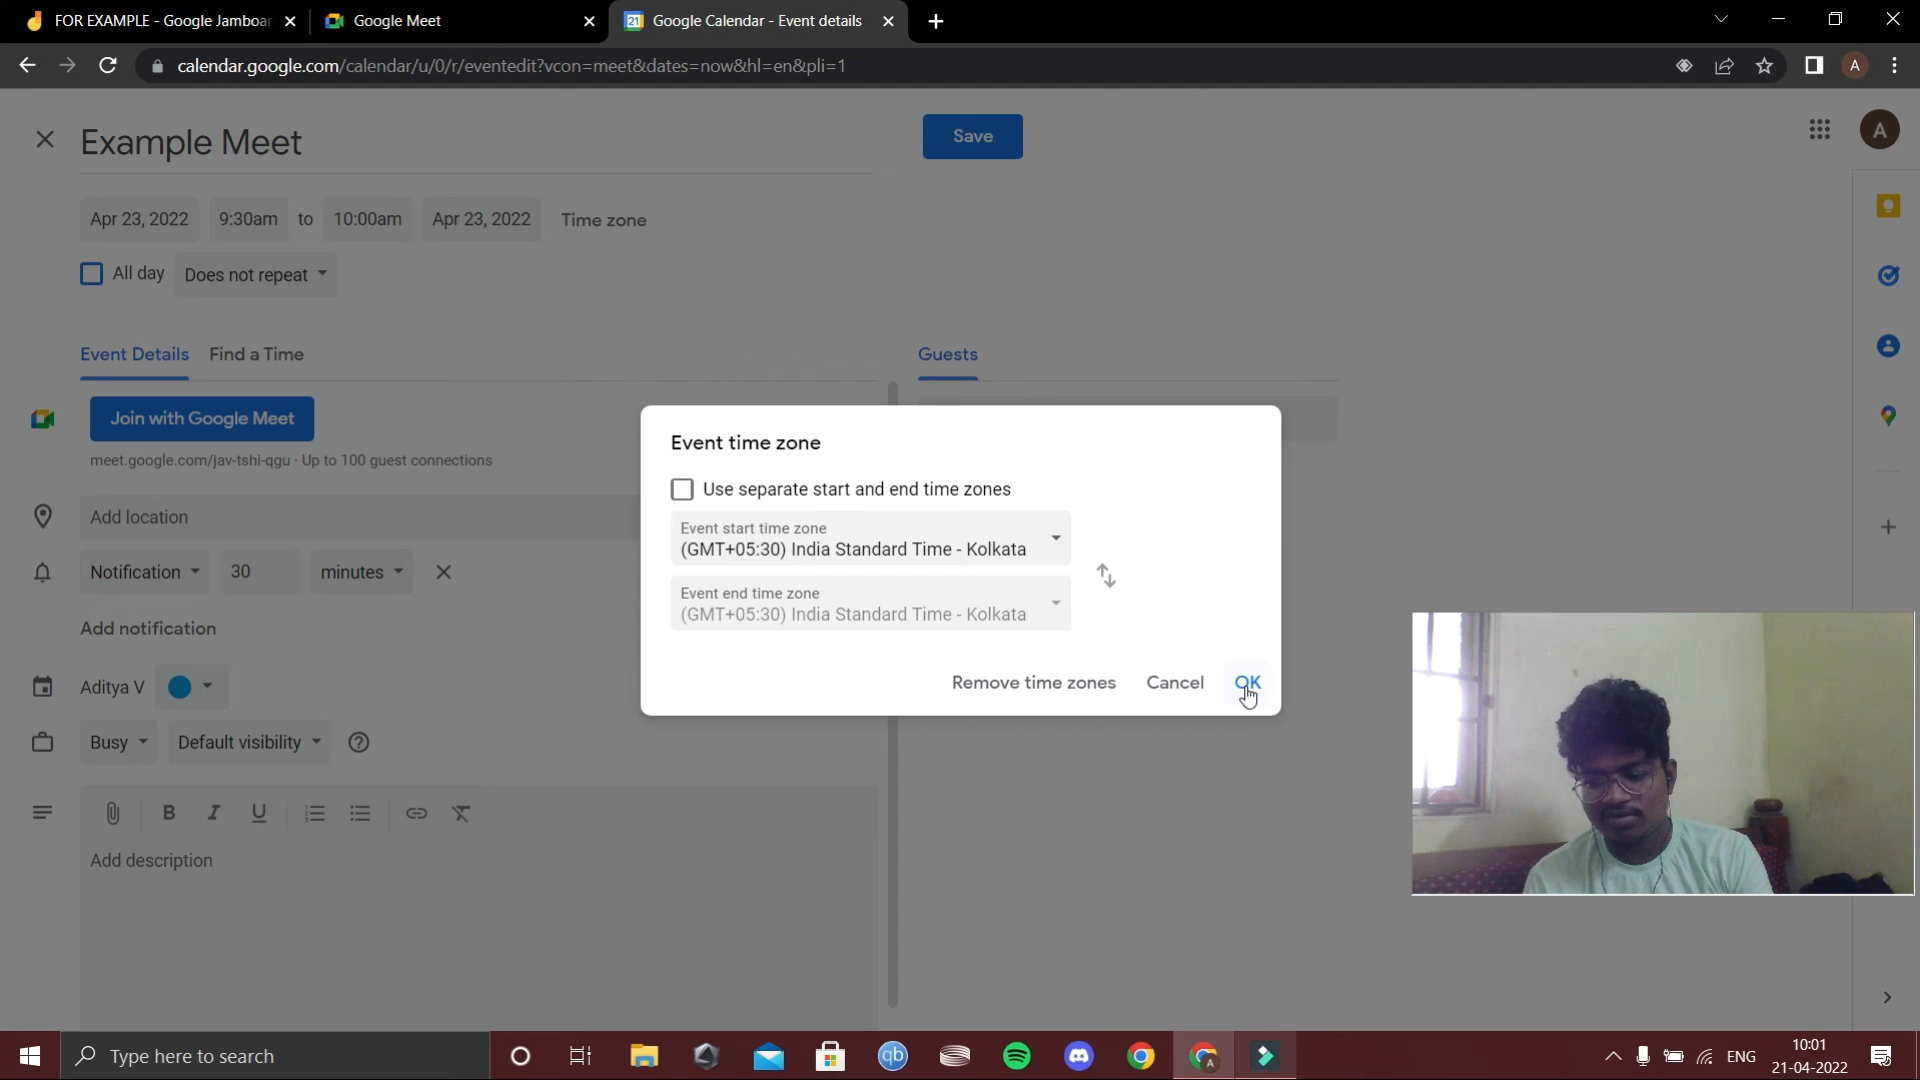 FOR EXAMPLE - Google Jamboar
Google Meet
Google Calendar - Event details
calendar.google.com/calendar/u/0/r/eventedit?vcon=meet&dates=now&hl=en&pli=1
A
Example Meet
Save
A
Apr 23, 2022 9:30am to 10:00am Apr 23, 2022 Time zone
All day Does not repeat
Event Details Find a Time
Guests
Join with Google Meet
meet.google.com/jav-tshi-qgu · Up to 100 guest connections
Add location
Notification 30 minutes
Add notification
Aditya V
Busy Default visibility
B I U
Add description
Event time zone
Use separate start and end time zones
Event start time zone
(GMT+05:30) India Standard Time - Kolkata
Event end time zone
(GMT+05:30) India Standard Time - Kolkata
Remove time zones Cancel OK
Type here to search
qb
A
ENG
10:01
21-04-2022